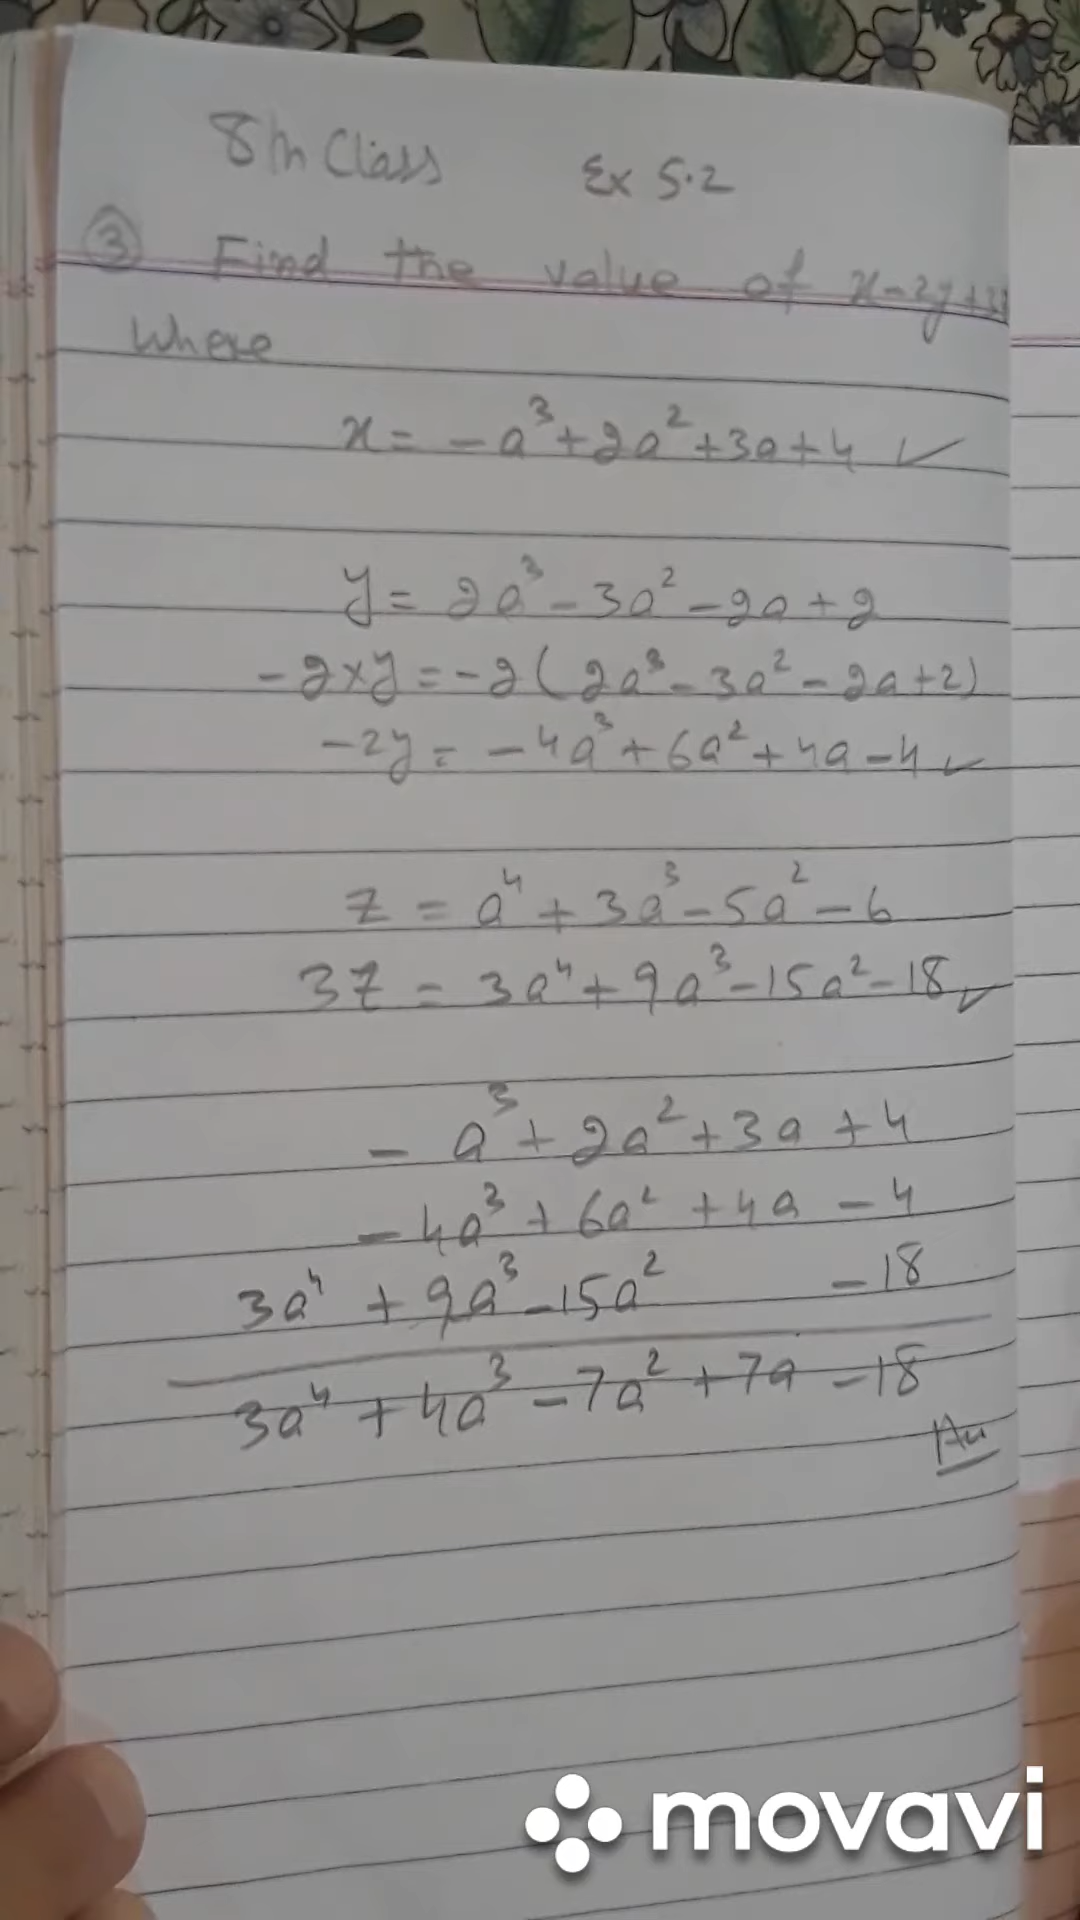 8th Class Ex 5.2
③ Find the value of x-2y+3z
Where
x = -a³+2a²+3a+4 ✓
y = 2a³-3a²-2a+2
-2×y = -2(2a³-3a²-2a+2)
-2y = -4a³+6a²+4a-4 ✓
z = a⁴+3a³-5a²-6
3z = 3a⁴+9a³-15a²-18 ✓
-a³+2a²+3a+4
-4a³+6a²+4a-4
3a⁴+9a³-15a² -18
3a⁴+4a³-7a²+7a-18
Ans
movavi